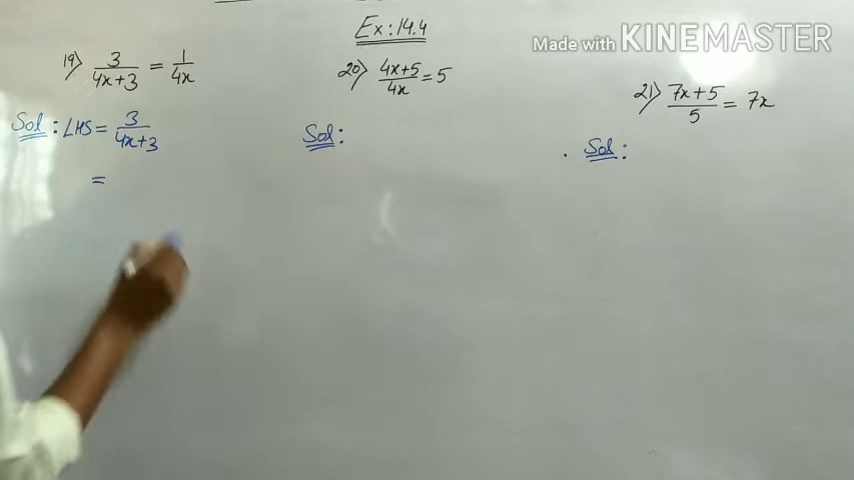 Ex: 14.4
Made with KINEMASTER
19) 3/(4x+3) = 1/4x
20) (4x+5)/4x = 5
21) (7x+5)/5 = 7x
Sol: LHS = 3/(4x+3)
=
Sol:
Sol: